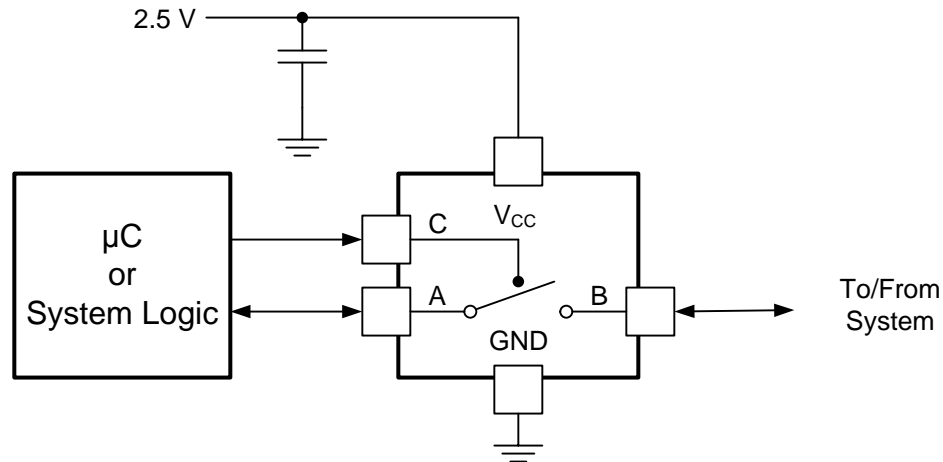 2.5 V
µC
or
System Logic
C
VCC
A
B
GND
To/From
System